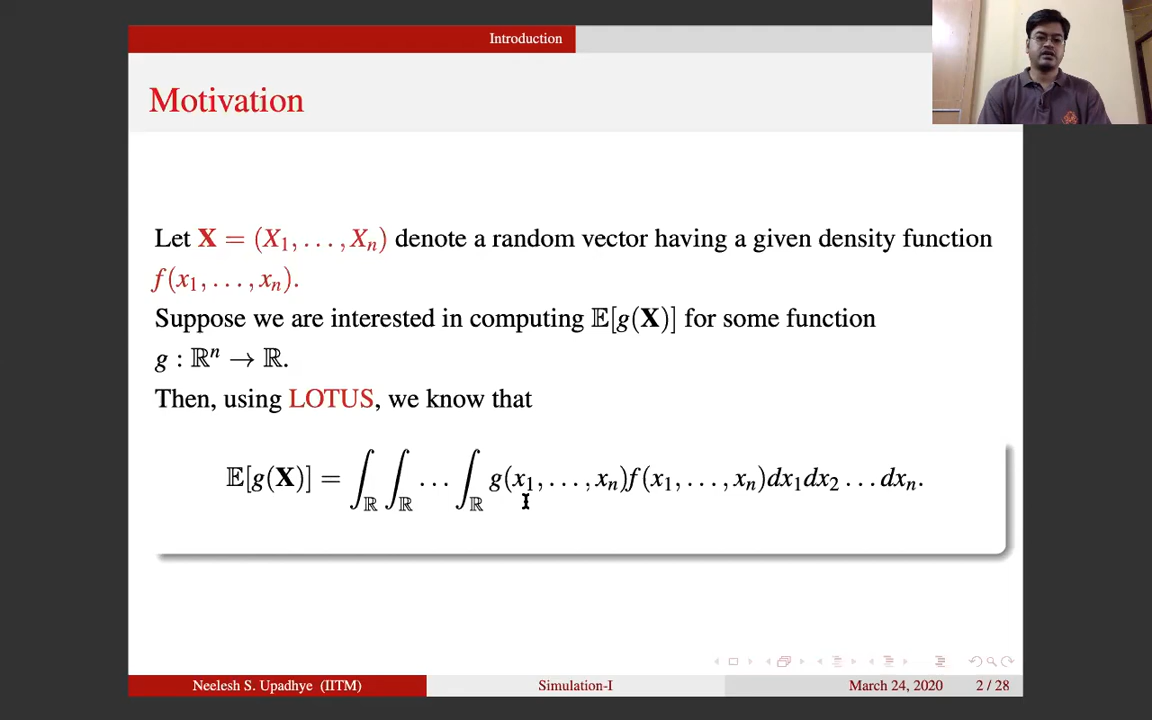 Introduction
Motivation
Let X = (X₁, . . . , Xₙ) denote a random vector having a given density function
f(x₁, . . . , xₙ).
Suppose we are interested in computing 𝔼[g(X)] for some function
g : ℝⁿ → ℝ.
Then, using LOTUS, we know that
𝔼[g(X)] = ∫_ℝ ∫_ℝ . . . ∫_ℝ g(x₁, . . . , xₙ)f(x₁, . . . , xₙ)dx₁dx₂ . . . dxₙ.
Neelesh S. Upadhye (IITM) Simulation-I March 24, 2020 2 / 28